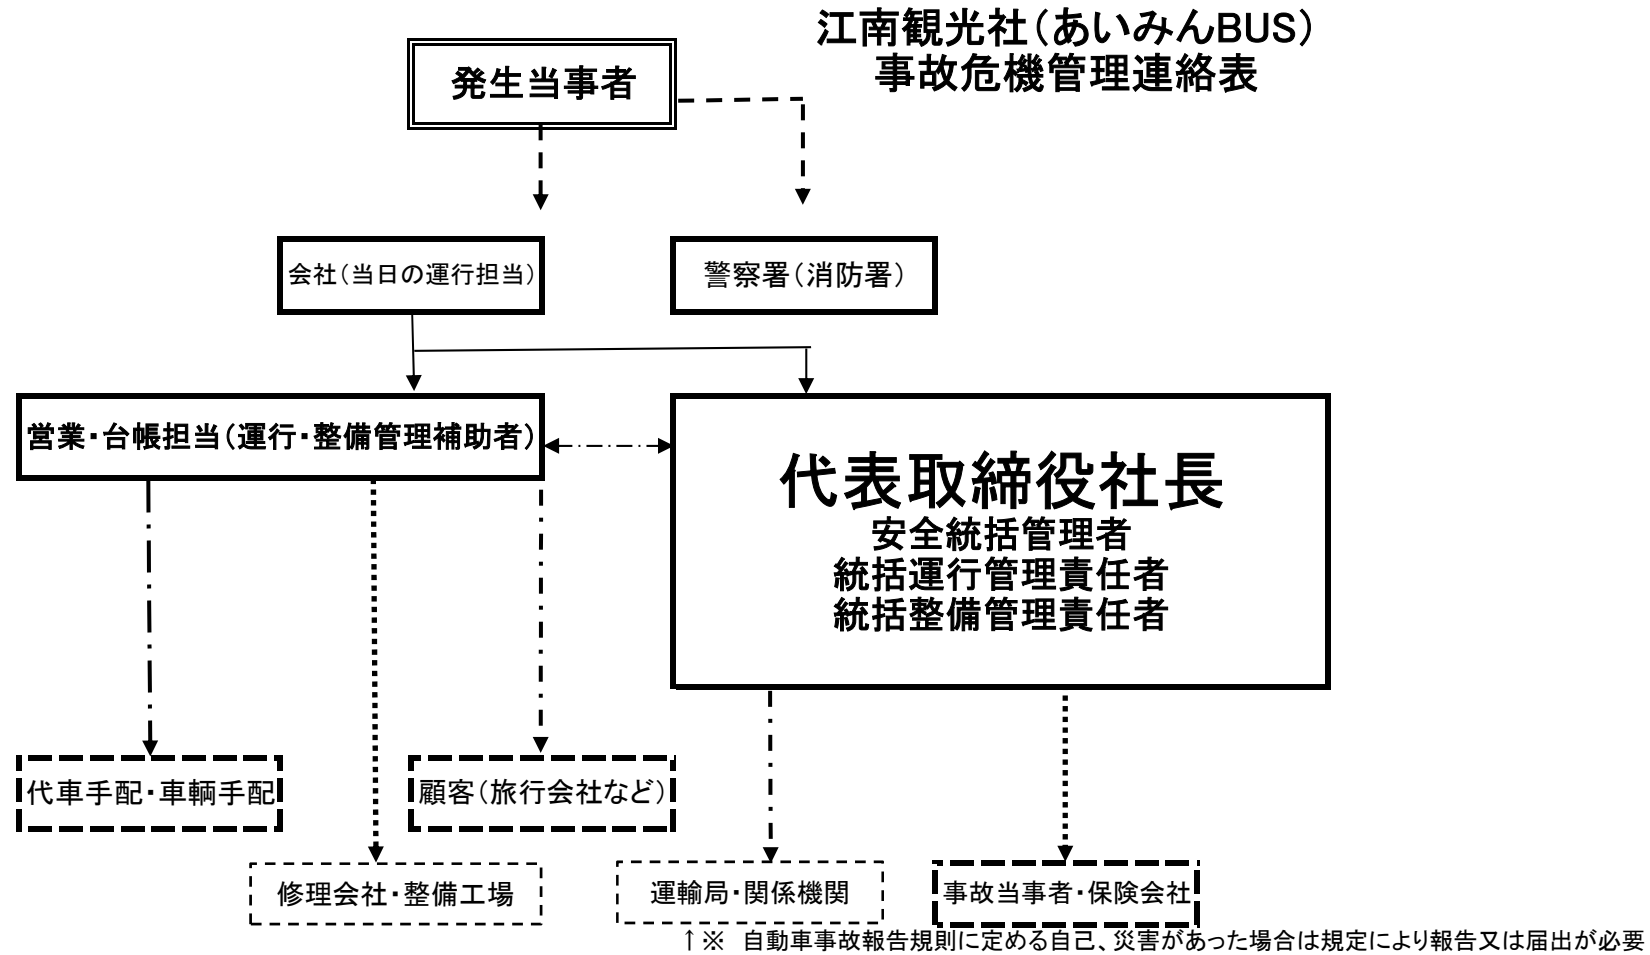 江南観光社（あいみんBUS）
事故危機管理連絡表
発生当事者
会社（当日の運行担当）
警察署（消防署）
営業・台帳担当（運行・整備管理補助者）
代表取締役社長
安全統括管理者
統括運行管理責任者
統括整備管理責任者
代車手配・車輌手配
顧客（旅行会社など）
修理会社・整備工場
運輸局・関係機関
事故当事者・保険会社
↑※　自動車事故報告規則に定める自己、災害があった場合は規定により報告又は届出が必要